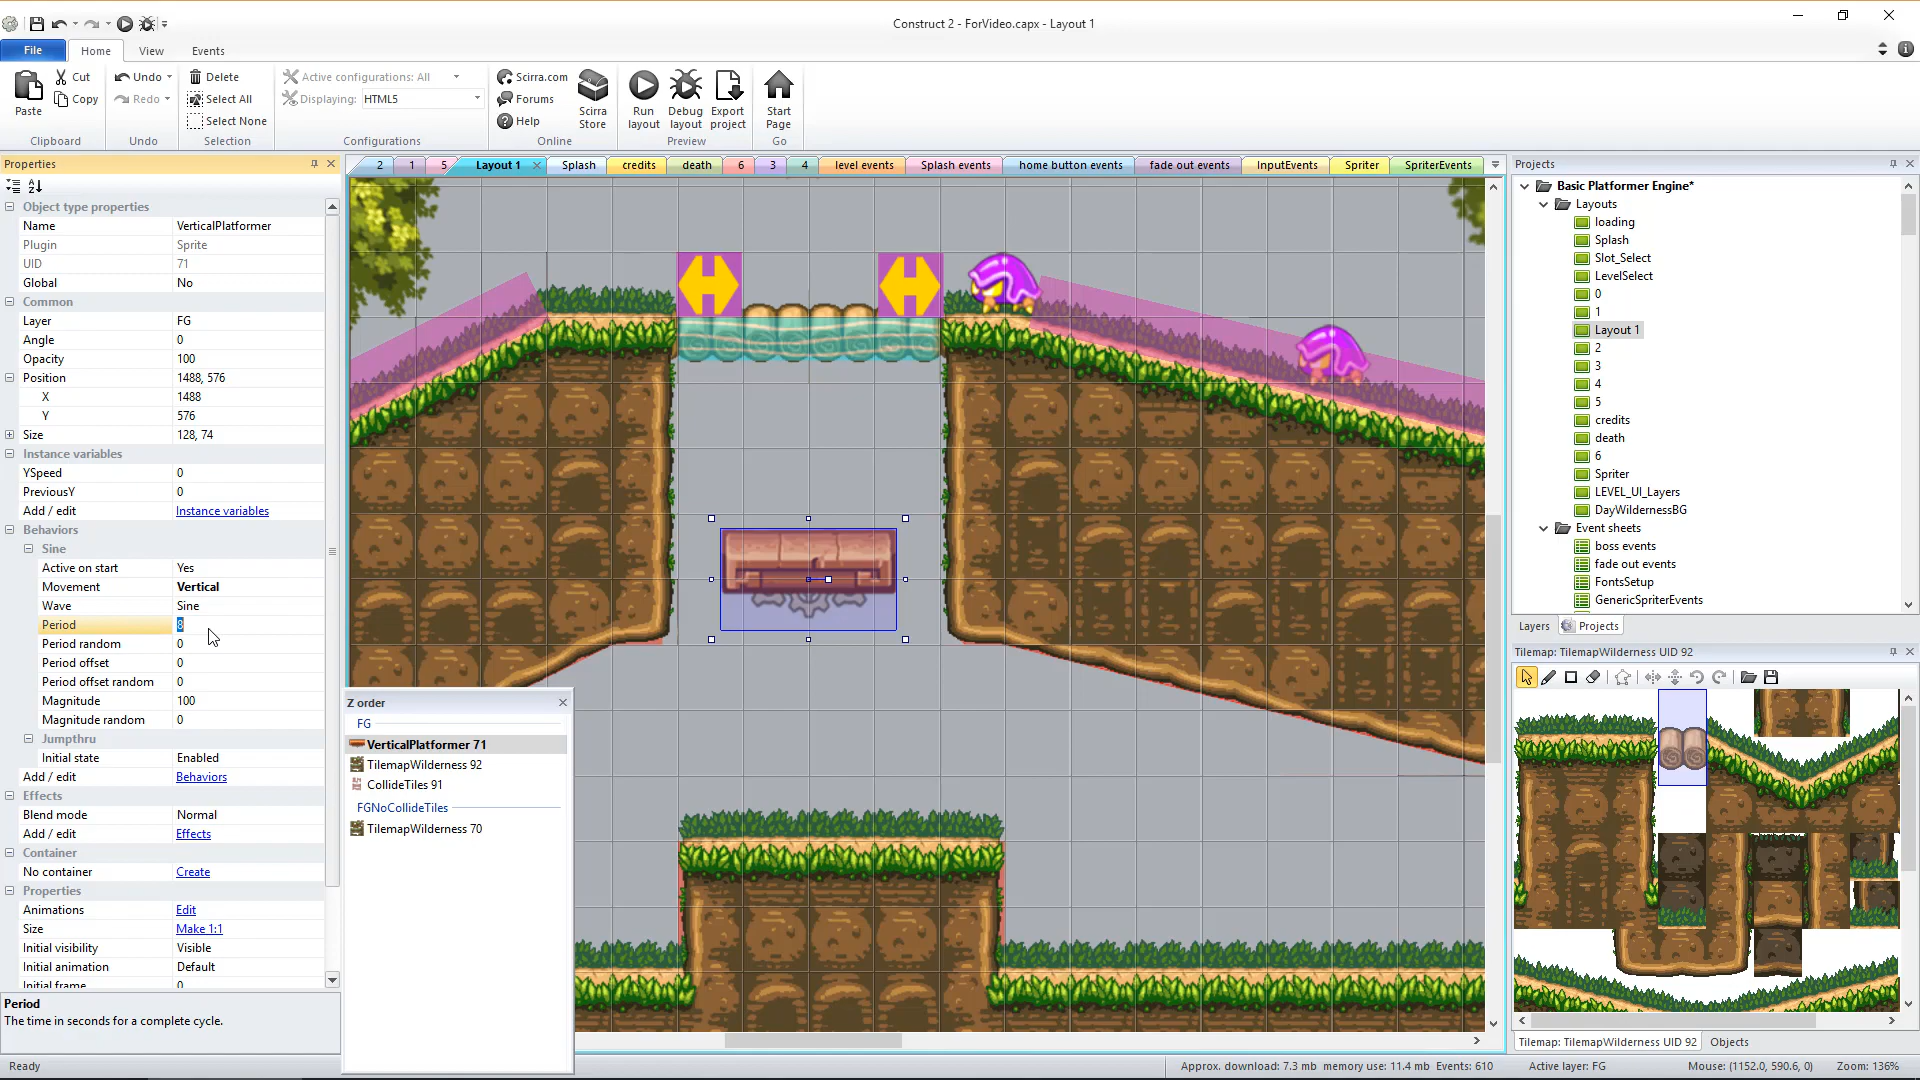 Construct 2 - ForVideo.capx - Layout 1
File
Home
View
Events
Paste
Cut
Copy
Clipboard
Undo
Redo
Undo
Delete
Select All
Select None
Selection
Active configurations: All
Displaying: HTML5
Configurations
Scirra.com
Forums
Help
Scirra Store
Online
Run layout
Debug layout
Export project
Preview
Start Page
Go
Properties
2
1
5
Layout 1
Splash
credits
death
6
3
4
level events
Splash events
home button events
fade out events
InputEvents
Spriter
SpriterEvents
Object type properties
Name VerticalPlatformer
Plugin Sprite
UID 71
Global No
Common
Layer FG
Angle 0
Opacity 100
Position 1488, 576
X 1488
Y 576
Size 128, 74
Instance variables
YSpeed 0
PreviousY 0
Add / edit Instance variables
Behaviors
Sine
Active on start Yes
Movement Vertical
Wave Sine
Period 8
Period random 0
Period offset 0
Period offset random 0
Magnitude 100
Magnitude random 0
Jumpthru
Initial state Enabled
Add / edit Behaviors
Effects
Blend mode Normal
Add / edit Effects
Container
No container Create
Properties
Animations Edit
Size Make 1:1
Initial visibility Visible
Initial animation Default
Initial frame 0
Period
The time in seconds for a complete cycle.
Z order
FG
VerticalPlatformer 71
TilemapWilderness 92
CollideTiles 91
FGNoCollideTiles
TilemapWilderness 70
Projects
Basic Platformer Engine*
Layouts
loading
Splash
Slot_Select
LevelSelect
0
1
Layout 1
2
3
4
5
credits
death
6
Spriter
LEVEL_UI_Layers
DayWildernessBG
Event sheets
boss events
fade out events
FontsSetup
GenericSpriterEvents
Layers
Projects
Tilemap: TilemapWilderness UID 92
Tilemap: TilemapWilderness UID 92
Objects
Ready
Approx. download: 7.3 mb memory use: 11.4 mb Events: 610
Active layer: FG
Mouse: (1152.0, 590.6, 0)
Zoom: 136%